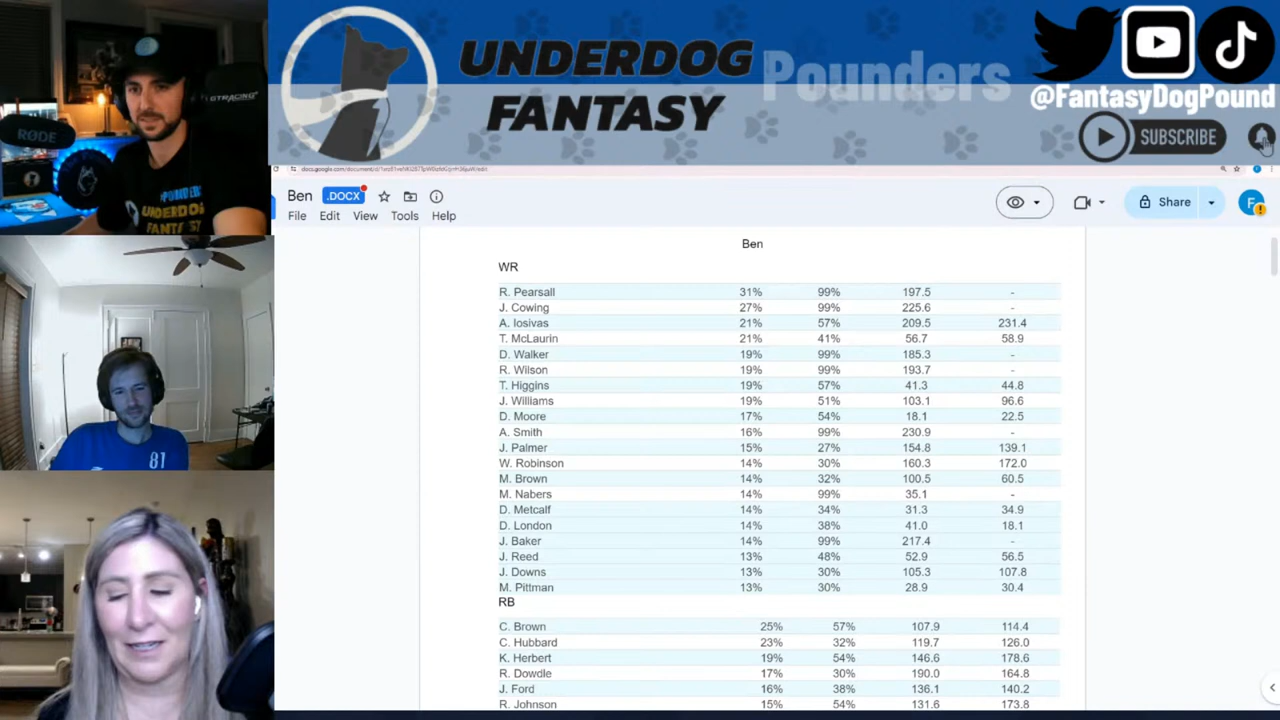 UNDERDOG
FANTASY
Pounders
@FantasyDogPound
SUBSCRIBE
RØDE
GTRACING
UNDERDOG
81
Ben
.DOCX
File Edit View Tools Help
Share
F
Ben
WR
R. Pearsall 31% 99% 197.5 -
J. Cowing 27% 99% 225.6 -
A. Iosivas 21% 57% 209.5 231.4
T. McLaurin 21% 41% 56.7 58.9
D. Walker 19% 99% 185.3 -
R. Wilson 19% 99% 193.7 -
T. Higgins 19% 57% 41.3 44.8
J. Williams 19% 51% 103.1 96.6
D. Moore 17% 54% 18.1 22.5
A. Smith 16% 99% 230.9 -
J. Palmer 15% 27% 154.8 139.1
W. Robinson 14% 30% 160.3 172.0
M. Brown 14% 32% 100.5 60.5
M. Nabers 14% 99% 35.1 -
D. Metcalf 14% 34% 31.3 34.9
D. London 14% 38% 41.0 18.1
J. Baker 14% 99% 217.4 -
J. Reed 13% 48% 52.9 56.5
J. Downs 13% 30% 105.3 107.8
M. Pittman 13% 30% 28.9 30.4
RB
C. Brown 25% 57% 107.9 114.4
C. Hubbard 23% 32% 119.7 126.0
K. Herbert 19% 54% 146.6 178.6
R. Dowdle 17% 30% 190.0 164.8
J. Ford 16% 38% 136.1 140.2
R. Johnson 15% 54% 131.6 173.8